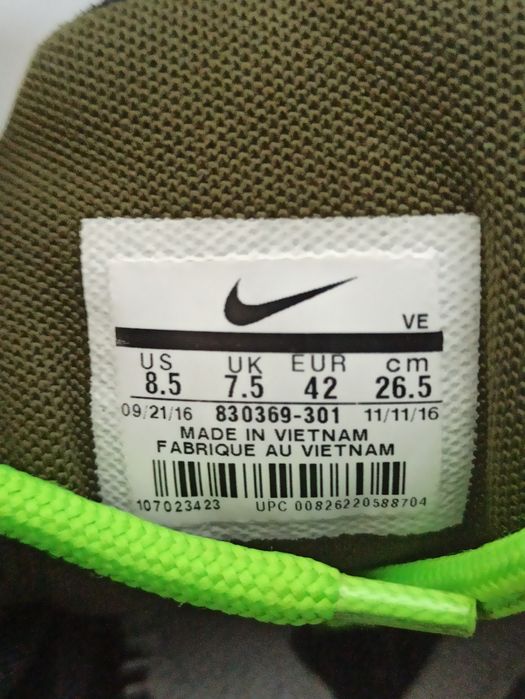 VE
US UK EUR cm
8.5 7.5 42 26.5
09/21/16 830369-301 11/11/16
MADE IN VIETNAM
FABRIQUE AU VIETNAM
107023423 UPC 00826220588704